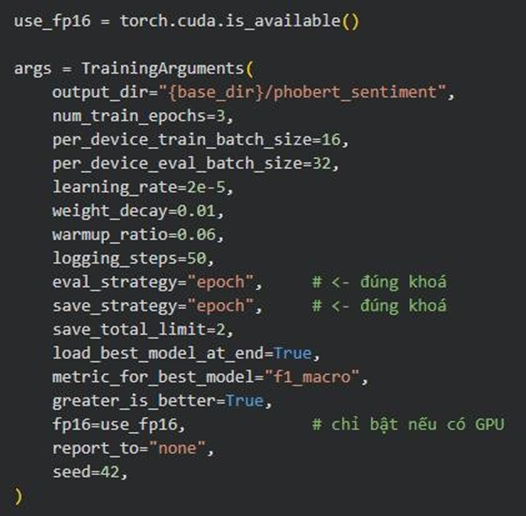 use_fp16 = torch.cuda.is_available()
args = TrainingArguments(
output_dir="{base_dir}/phobert_sentiment",
num_train_epochs=3,
per_device_train_batch_size=16,
per_device_eval_batch_size=32,
learning_rate=2e-5,
weight_decay=0.01,
warmup_ratio=0.06,
logging_steps=50,
eval_strategy="epoch", # <- đúng khoá
save_strategy="epoch", # <- đúng khoá
save_total_limit=2,
load_best_model_at_end=True,
metric_for_best_model="f1_macro",
greater_is_better=True,
fp16=use_fp16, # chỉ bật nếu có GPU
report_to="none",
seed=42,
)